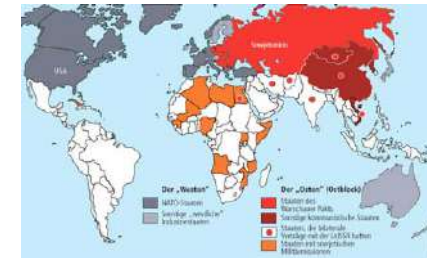 Sowjetunion
USA
Der „Westen“
NATO-Staaten
Sonstige „westliche“
Industriestaaten
Der „Osten“ (Ostblock)
Staaten des
Warschauer Pakts
Sonstige kommunistische Staaten
Staaten, die bilaterale
Verträge mit der UdSSR hatten
Staaten mit sowjetischen
Militärmissionen